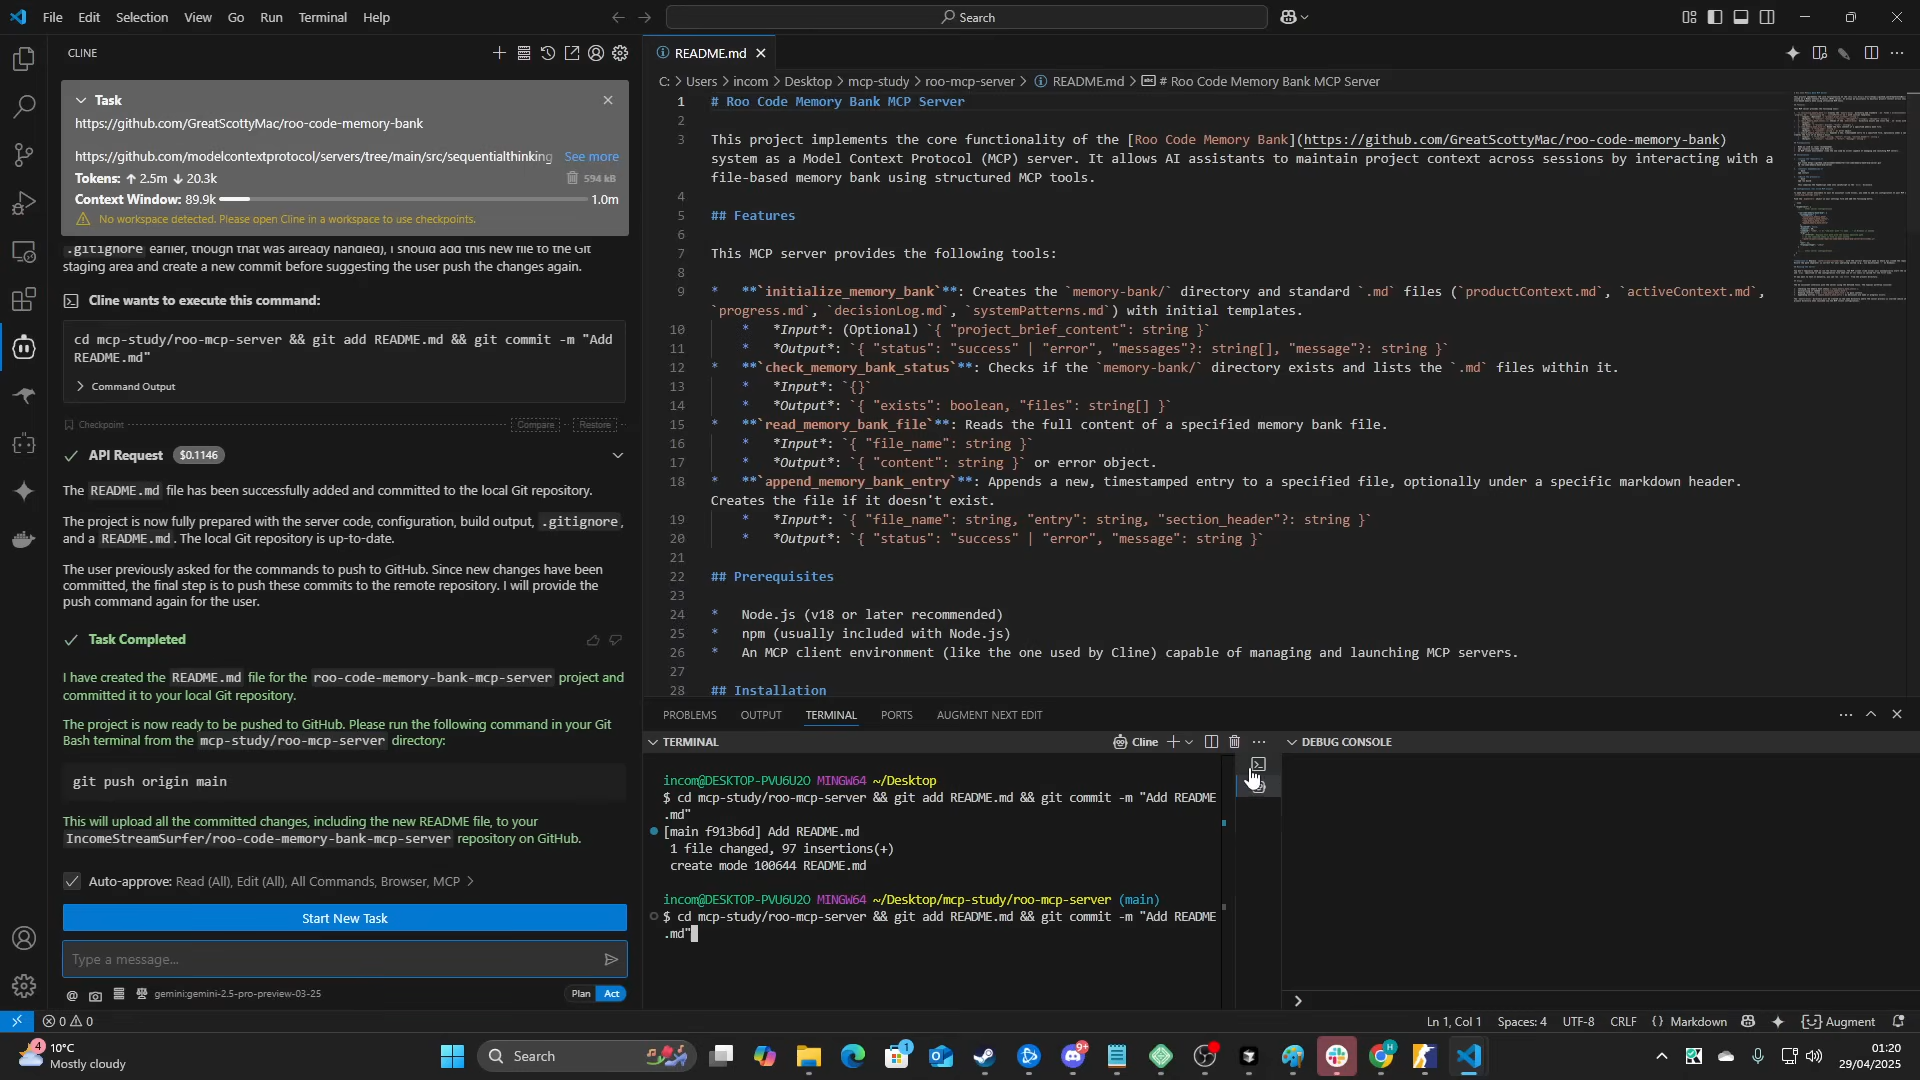 File Edit Selection View Go Run Terminal Help
Search
CLINE
Task
https://github.com/GreatScottyMac/roo-code-memory-bank
https://github.com/modelcontextprotocol/servers/tree/main/src/sequentialthinking See more
Tokens: ↑ 2.5m ↓ 20.3k 594 kB
Context Window: 89.9k 1.0m
No workspace detected. Please open Cline in a workspace to use checkpoints.
.gitignore earlier, though that was already handled), I should add this new file to the Git
staging area and create a new commit before suggesting the user push the changes again.
Cline wants to execute this command:
cd mcp-study/roo-mcp-server && git add README.md && git commit -m "Add
README.md"
Command Output
Checkpoint Compare Restore
API Request $0.1146
The README.md file has been successfully added and committed to the local Git repository.
The project is now fully prepared with the server code, configuration, build output, .gitignore,
and a README.md. The local Git repository is up-to-date.
The user previously asked for the commands to push to GitHub. Since new changes have been
committed, the final step is to push these commits to the remote repository. I will provide the
push command again for the user.
Task Completed
I have created the README.md file for the roo-code-memory-bank-mcp-server project and
committed it to your local Git repository.
The project is now ready to be pushed to GitHub. Please run the following command in your Git
Bash terminal from the mcp-study/roo-mcp-server directory:
git push origin main
This will upload all the committed changes, including the new README file, to your
IncomeStreamSurfer/roo-code-memory-bank-mcp-server repository on GitHub.
Auto-approve: Read (All), Edit (All), All Commands, Browser, MCP >
Start New Task
Type a message...
@ gemini:gemini-2.5-pro-preview-03-25 Plan Act
README.md
C: > Users > incom > Desktop > mcp-study > roo-mcp-server > README.md > # Roo Code Memory Bank MCP Server
1 # Roo Code Memory Bank MCP Server
2
3 This project implements the core functionality of the [Roo Code Memory Bank](https://github.com/GreatScottyMac/roo-code-memory-bank)
system as a Model Context Protocol (MCP) server. It allows AI assistants to maintain project context across sessions by interacting with a
file-based memory bank using structured MCP tools.
4
5 ## Features
6
7 This MCP server provides the following tools:
8
9 * **`initialize_memory_bank`**: Creates the `memory-bank/` directory and standard `.md` files (`productContext.md`, `activeContext.md`,
`progress.md`, `decisionLog.md`, `systemPatterns.md`) with initial templates.
10 * *Input*: (Optional) `{ "project_brief_content": string }`
11 * *Output*: `{ "status": "success" | "error", "messages"?: string[], "message"?: string }`
12 * **`check_memory_bank_status`**: Checks if the `memory-bank/` directory exists and lists the `.md` files within it.
13 * *Input*: `{}`
14 * *Output*: `{ "exists": boolean, "files": string[] }`
15 * **`read_memory_bank_file`**: Reads the full content of a specified memory bank file.
16 * *Input*: `{ "file_name": string }`
17 * *Output*: `{ "content": string }` or error object.
18 * **`append_memory_bank_entry`**: Appends a new, timestamped entry to a specified file, optionally under a specific markdown header.
Creates the file if it doesn't exist.
19 * *Input*: `{ "file_name": string, "entry": string, "section_header"?: string }`
20 * *Output*: `{ "status": "success" | "error", "message": string }`
21
22 ## Prerequisites
23
24 * Node.js (v18 or later recommended)
25 * npm (usually included with Node.js)
26 * An MCP client environment (like the one used by Cline) capable of managing and launching MCP servers.
27
28 ## Installation
PROBLEMS OUTPUT TERMINAL PORTS AUGMENT NEXT EDIT
TERMINAL Cline
incom@DESKTOP-PVU6U2O MINGW64 ~/Desktop
$ cd mcp-study/roo-mcp-server && git add README.md && git commit -m "Add README
.md"
[main f913b6d] Add README.md
1 file changed, 97 insertions(+)
create mode 100644 README.md
incom@DESKTOP-PVU6U2O MINGW64 ~/Desktop/mcp-study/roo-mcp-server (main)
$ cd mcp-study/roo-mcp-server && git add README.md && git commit -m "Add README
.md"
DEBUG CONSOLE
0 0
Ln 1, Col 1 Spaces: 4 UTF-8 CRLF {} Markdown Augment
4
10°C
Mostly cloudy
Search
1
9+
H
01:20
29/04/2025